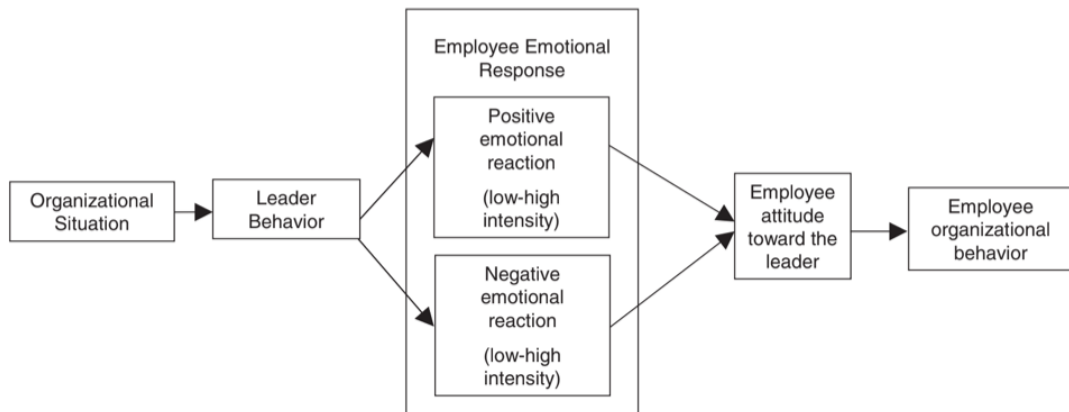 Employee Emotional
Response
Positive
emotional
reaction
(low-high
intensity)
Organizational
Situation
Leader
Behavior
Employee
attitude
toward the
leader
Employee
organizational
behavior
Negative
emotional
reaction
(low-high
intensity)